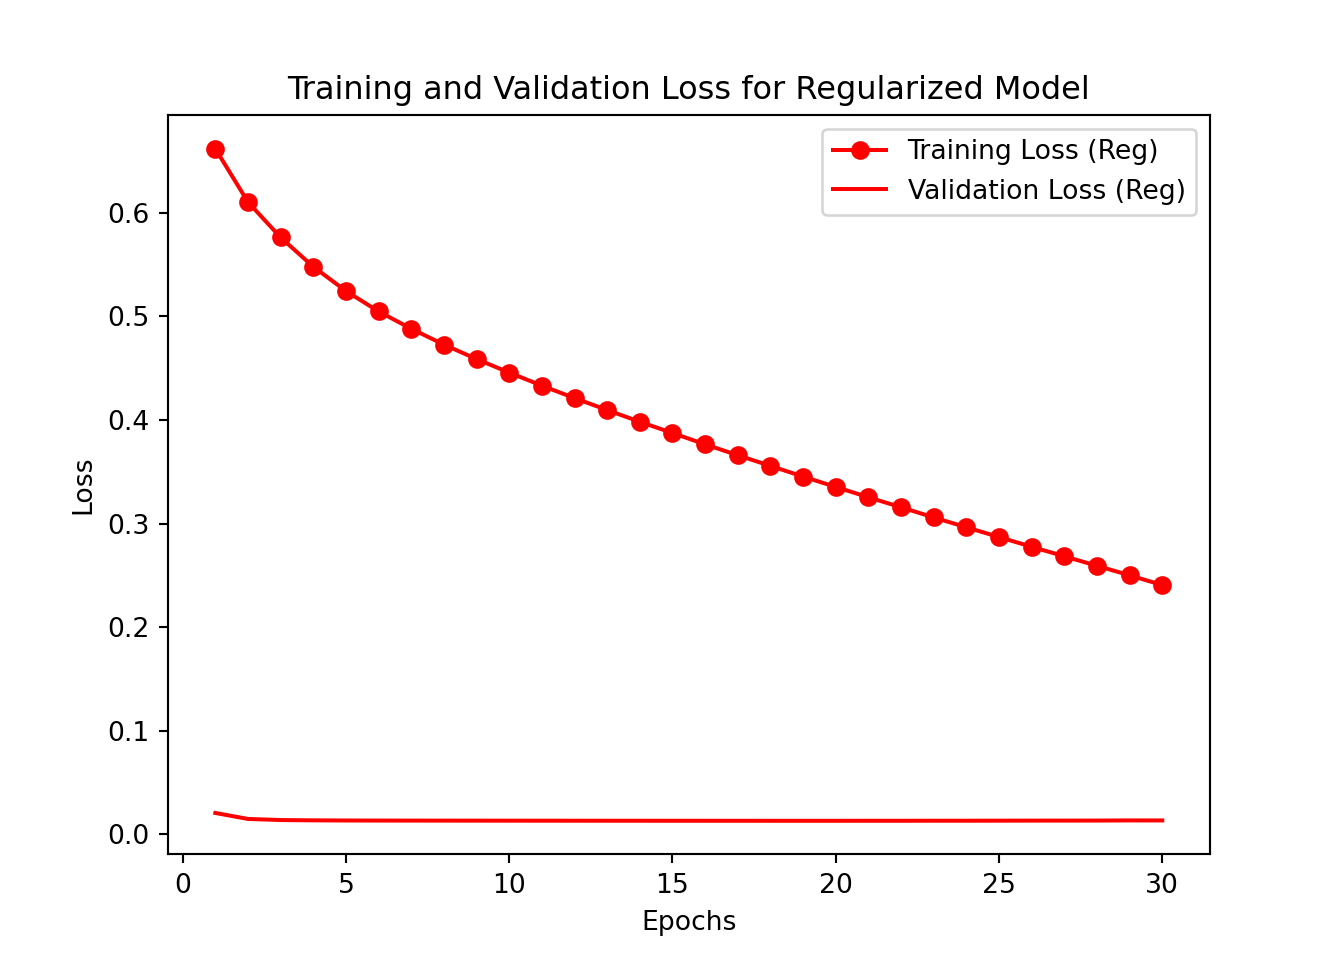 Training and Validation Loss for Regularized Model
Training Loss (Reg)
Validation Loss (Reg)
Loss
0.6
0.5
0.4
0.3
0.2
0.1
0.0
0 5 10 15 20 25 30
Epochs